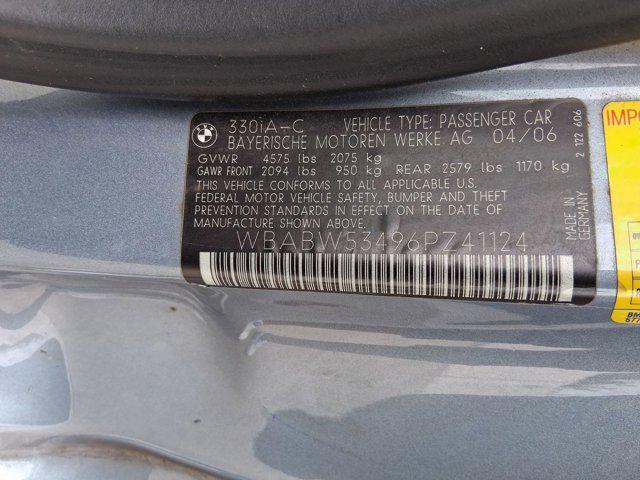 BMW
330iA-C VEHICLE TYPE: PASSENGER CAR
BAYERISCHE MOTOREN WERKE AG 04/06
GVWR 4575 lbs 2075 kg
GAWR FRONT 2094 lbs 950 kg REAR 2579 lbs 1170 kg
THIS VEHICLE CONFORMS TO ALL APPLICABLE U.S.
FEDERAL MOTOR VEHICLE SAFETY, BUMPER AND THEFT
STANDARDS IN EFFECT ON THE DATE OF
MANUFACTURE SHOWN ABOVE.
WBABW53496PZ41124
2 122 606
MADE IN
GERMANY
IMPO
BM